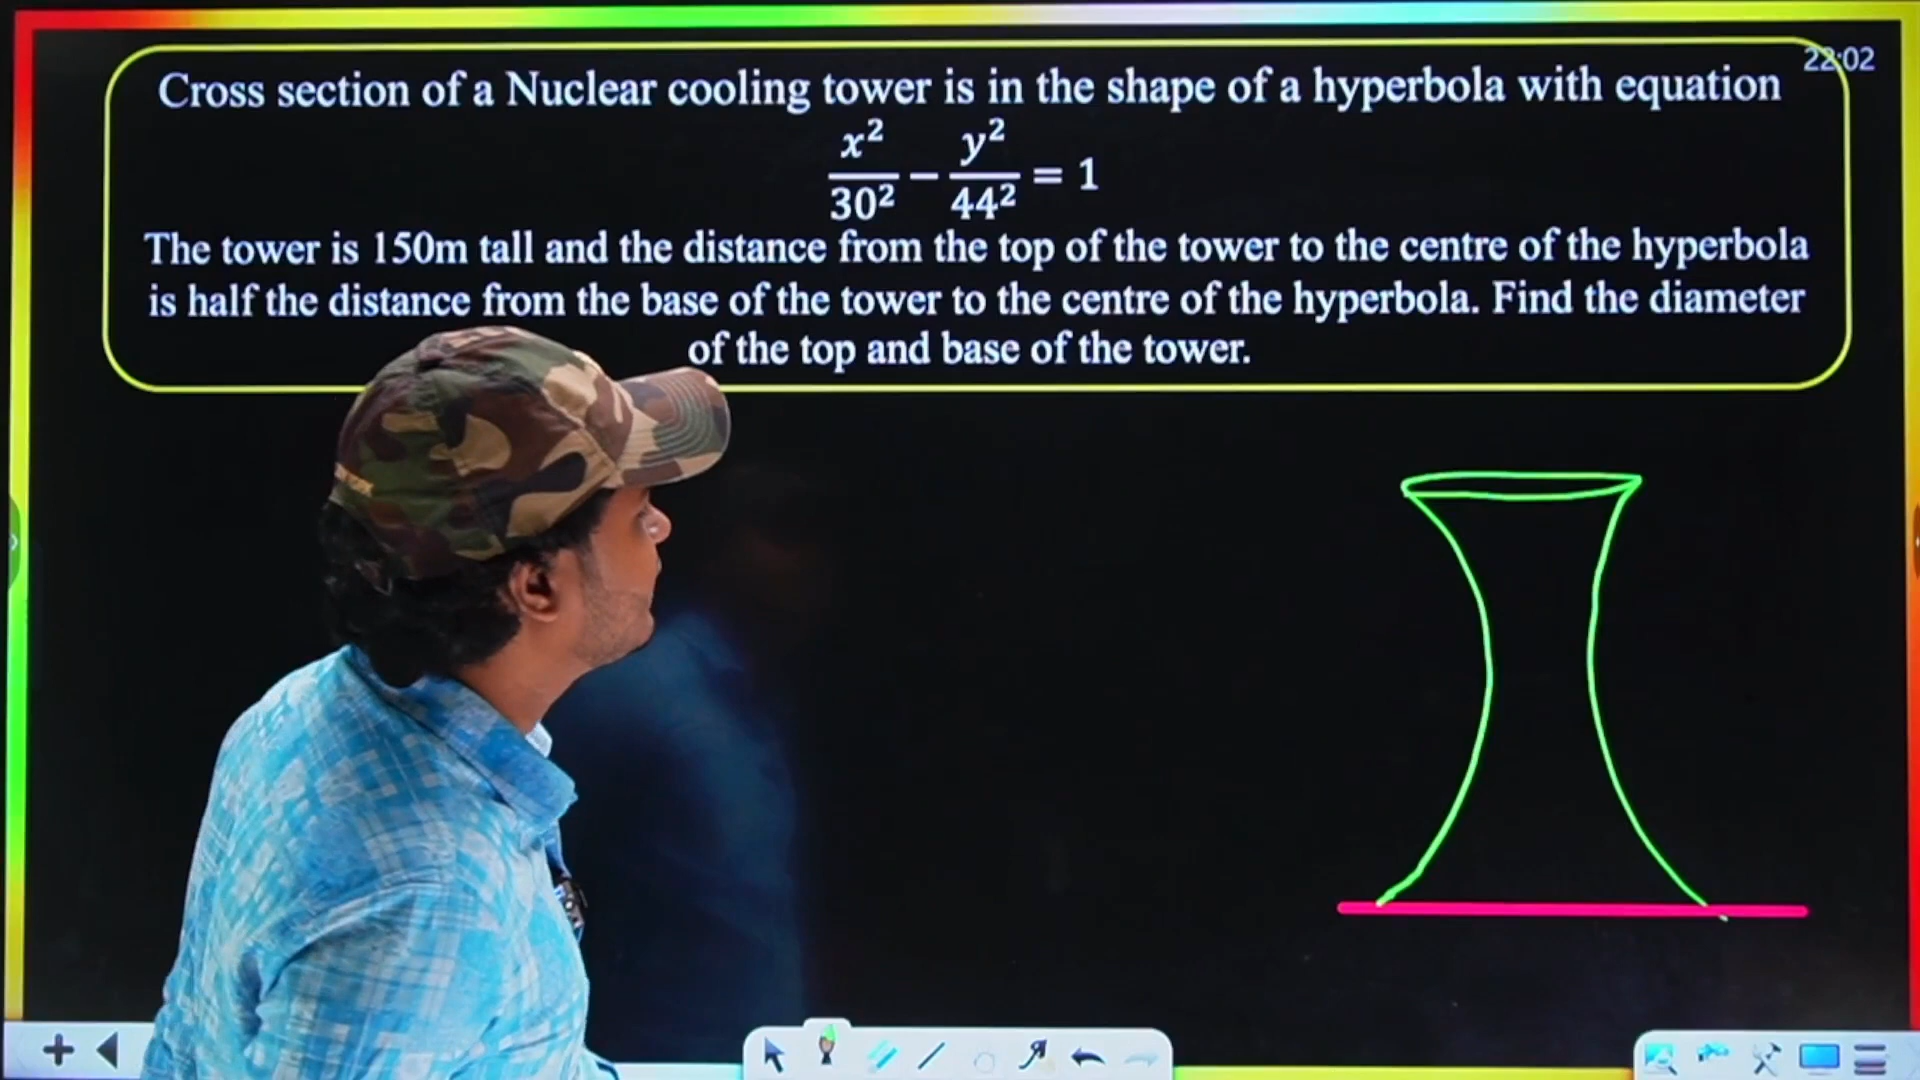 22:02
Cross section of a Nuclear cooling tower is in the shape of a hyperbola with equation
x²/30² − y²/44² = 1
The tower is 150m tall and the distance from the top of the tower to the centre of the hyperbola
is half the distance from the base of the tower to the centre of the hyperbola. Find the diameter
of the top and base of the tower.